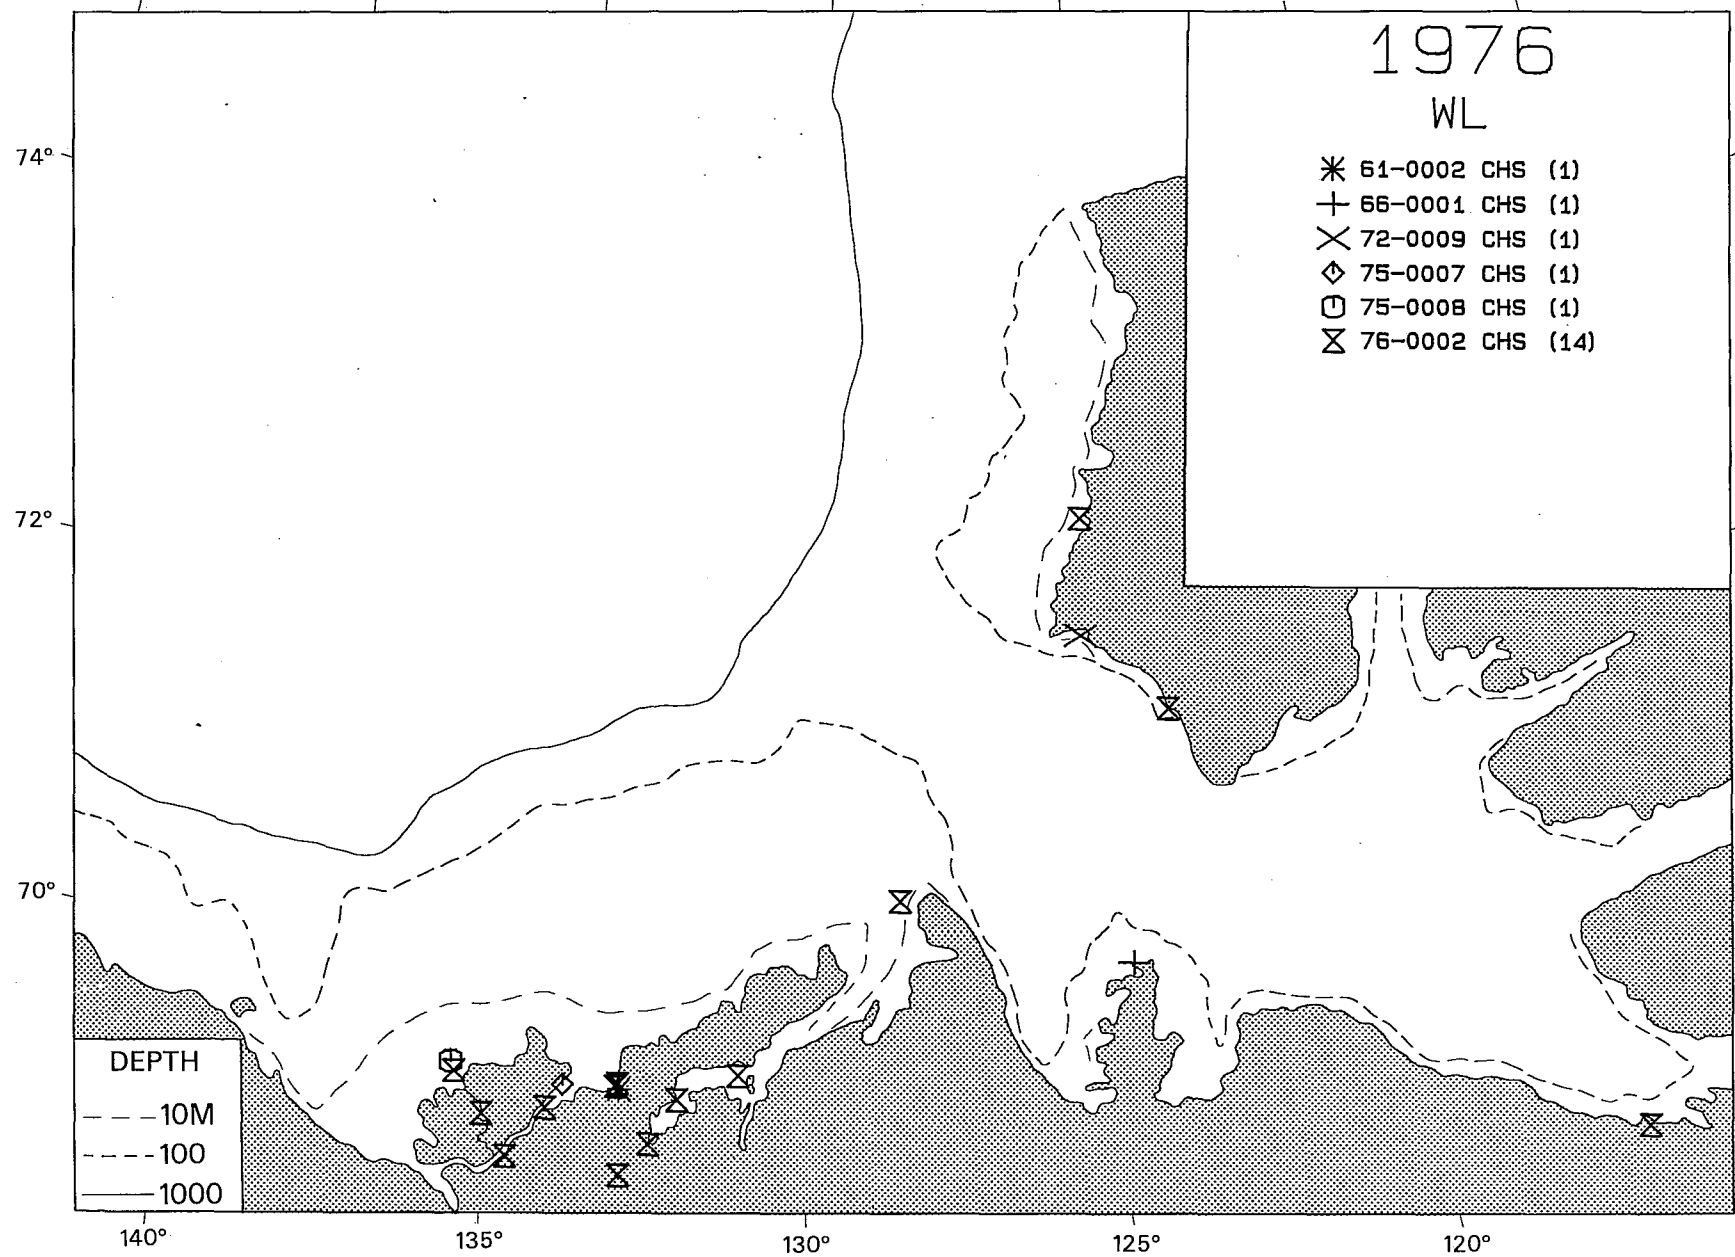 1976
WL
61-0002 CHS (1)
66-0001 CHS (1)
72-0009 CHS (1)
75-0007 CHS (1)
75-0008 CHS (1)
76-0002 CHS (14)
74°
72°
70°
DEPTH
10M
100
1000
140°
135°
130°
125°
120°